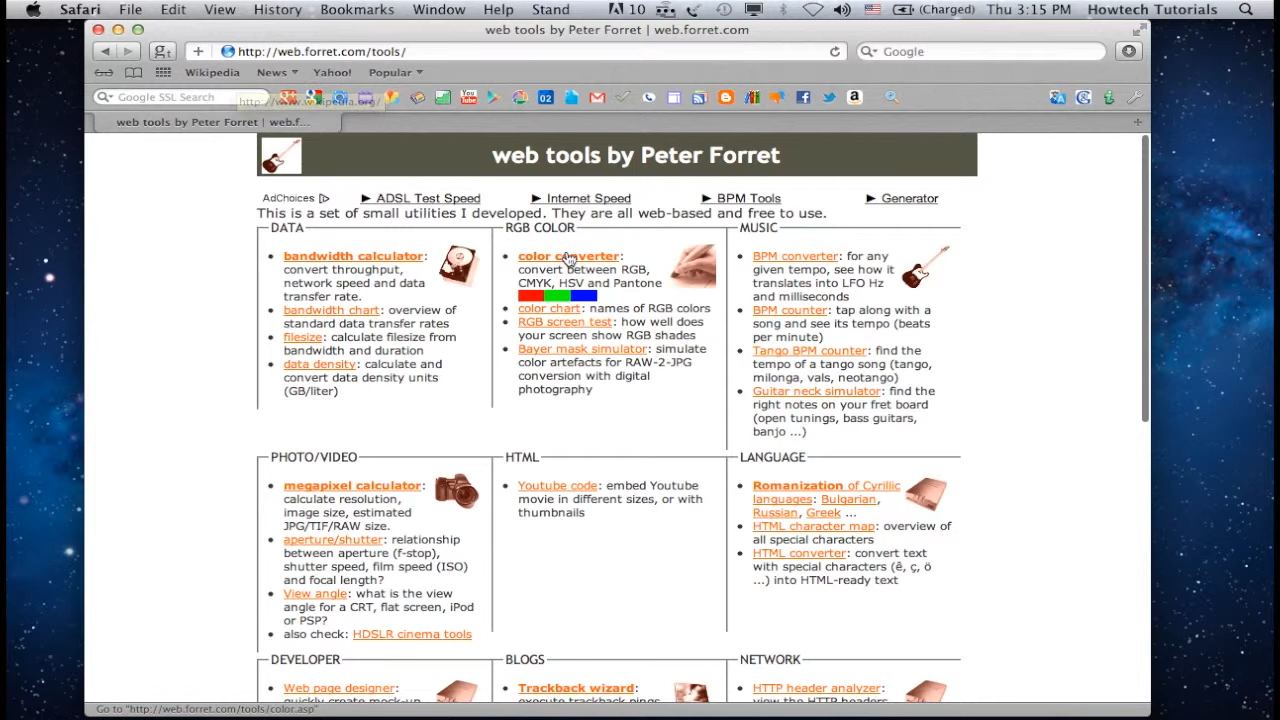 Safari File Edit View History Bookmarks Window Help Stand 10 (Charged) Thu 3:15 PM Howtech Tutorials
web tools by Peter Forret | web.forret.com
http://web.forret.com/tools/
Google
Wikipedia News Yahoo! Popular
Google SSL Search
http://www.wikipedia.org/
web tools by Peter Forret | web.f...
web tools by Peter Forret
AdChoices ADSL Test Speed Internet Speed BPM Tools Generator
This is a set of small utilities I developed. They are all web-based and free to use.
DATA
bandwidth calculator:
convert throughput,
network speed and data
transfer rate.
bandwidth chart: overview of
standard data transfer rates
filesize: calculate filesize from
bandwidth and duration
data density: calculate and
convert data density units
(GB/liter)
RGB COLOR
color converter:
convert between RGB,
CMYK, HSV and Pantone
color chart: names of RGB colors
RGB screen test: how well does
your screen show RGB shades
Bayer mask simulator: simulate
color artefacts for RAW-2-JPG
conversion with digital
photography
MUSIC
BPM converter: for any
given tempo, see how it
translates into LFO Hz
and milliseconds
BPM counter: tap along with a
song and see its tempo (beats
per minute)
Tango BPM counter: find the
tempo of a tango song (tango,
milonga, vals, neotango)
Guitar neck simulator: find the
right notes on your fret board
(open tunings, bass guitars,
banjo ...)
PHOTO/VIDEO
megapixel calculator:
calculate resolution,
image size, estimated
JPG/TIF/RAW size.
aperture/shutter: relationship
between aperture (f-stop),
shutter speed, film speed (ISO)
and focal length?
View angle: what is the view
angle for a CRT, flat screen, iPod
or PSP?
also check: HDSLR cinema tools
HTML
Youtube code: embed Youtube
movie in different sizes, or with
thumbnails
LANGUAGE
Romanization of Cyrillic
languages: Bulgarian,
Russian, Greek ...
HTML character map: overview of
all special characters
HTML converter: convert text
with special characters (ê, ç, ö
...) into HTML-ready text
DEVELOPER
Web page designer:
quickly create mock-up
BLOGS
Trackback wizard:
execute trackback pings
NETWORK
HTTP header analyzer:
view the HTTP headers
Go to "http://web.forret.com/tools/color.asp"